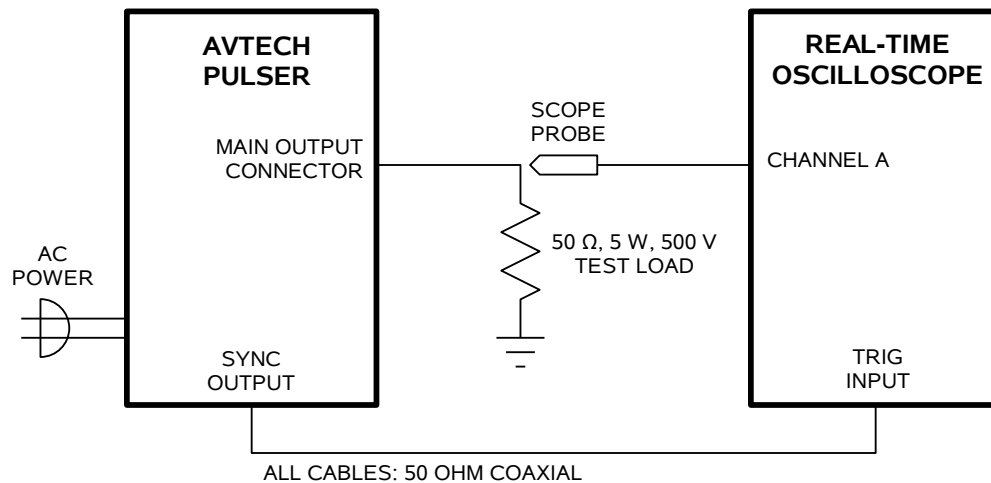 AVTECH
PULSER
MAIN OUTPUT
CONNECTOR
AC
POWER
SYNC
OUTPUT
SCOPE
PROBE
50 Ω, 5 W, 500 V
TEST LOAD
REAL-TIME
OSCILLOSCOPE
CHANNEL A
TRIG
INPUT
ALL CABLES: 50 OHM COAXIAL